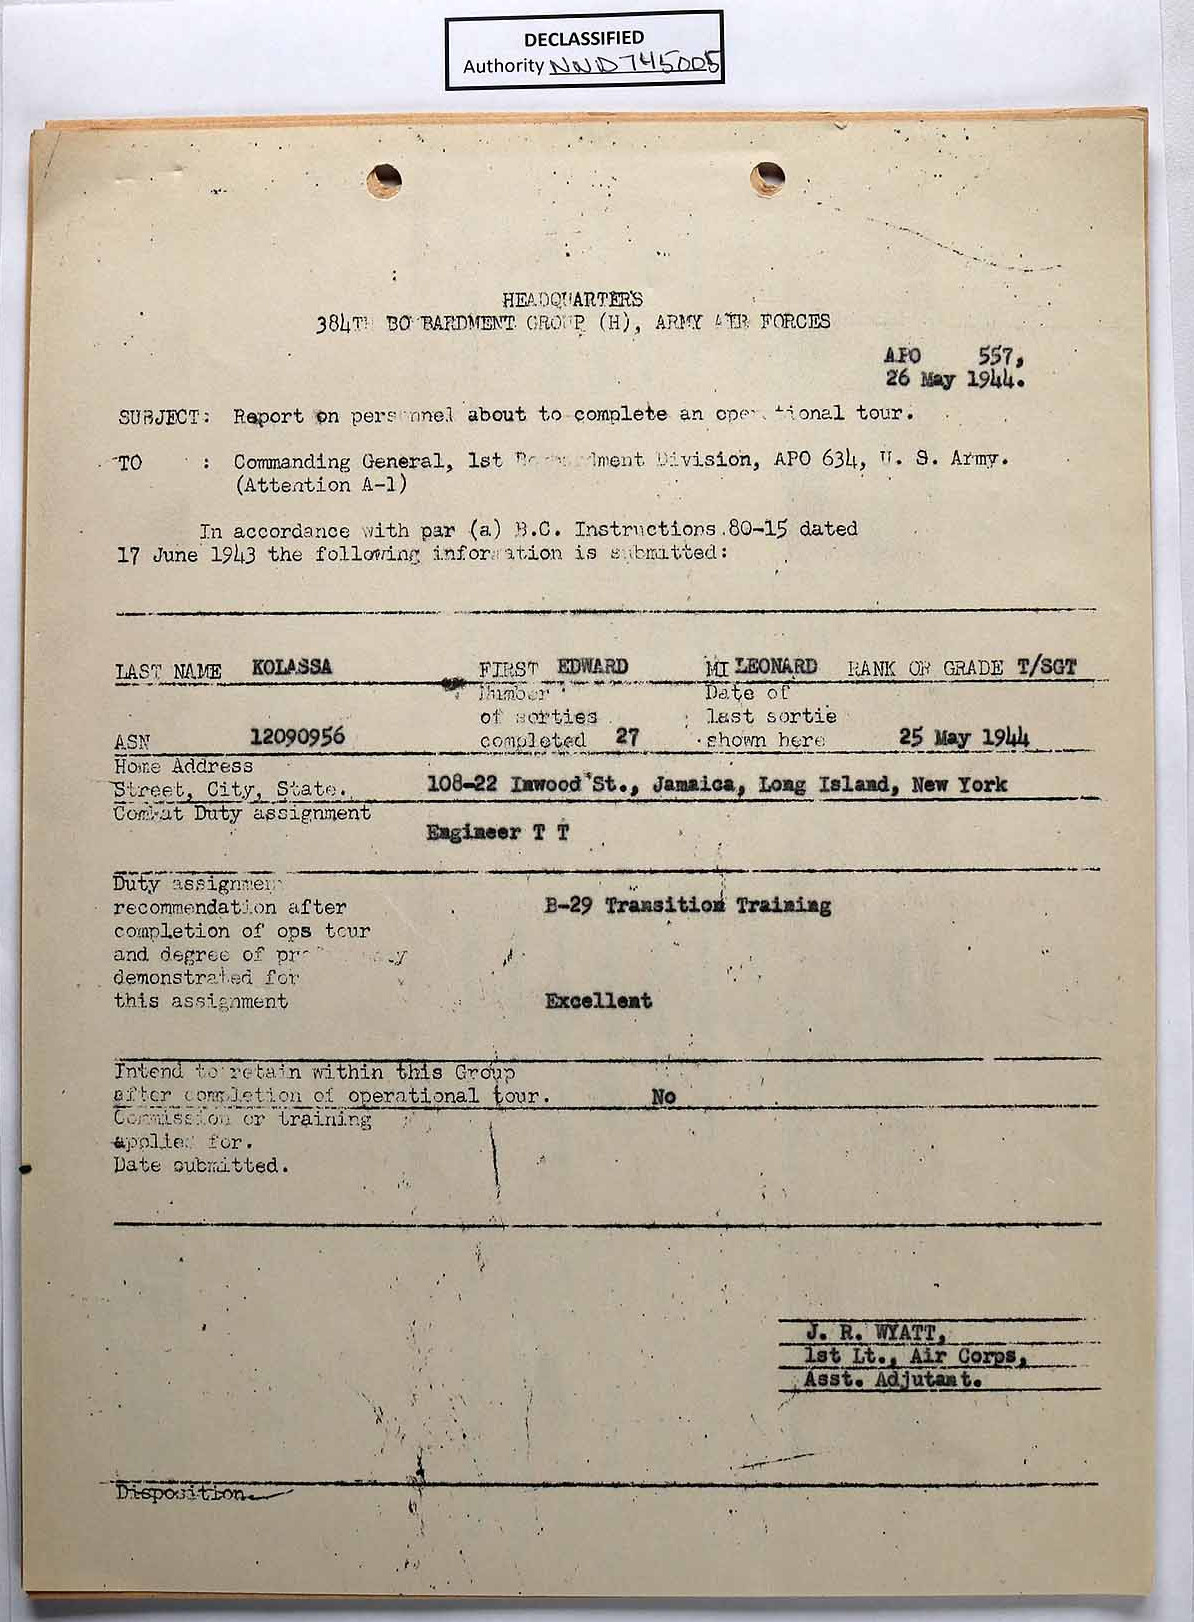 DECLASSIFIED
Authority NND745005
HEADQUARTERS
384TH BOMBARDMENT GROUP (H), ARMY AIR FORCES
APO 557,
26 May 1944.
SUBJECT: Report on personnel about to complete an operational tour.
TO : Commanding General, 1st Bombardment Division, APO 634, U. S. Army.
(Attention A-1)
In accordance with par (a) B.C. Instructions 80-15 dated
17 June 1943 the following information is submitted:
LAST NAME KOLASSA FIRST EDWARD MI LEONARD RANK OR GRADE T/SGT
Number Date of
of sorties last sortie
ASN 12090956 completed 27 shown here 25 May 1944
Home Address
Street, City, State. 108-22 Inwood St., Jamaica, Long Island, New York
Combat Duty assignment
Engineer T T
Duty assignment
recommendation after B-29 Transition Training
completion of ops tour
and degree of proficiency
demonstrated for
this assignment Excellent
Intend to retain within this Group
after completion of operational tour. No
Commission or training
applied for.
Date submitted.
J. R. WYATT,
1st Lt., Air Corps,
Asst. Adjutant.
Disposition